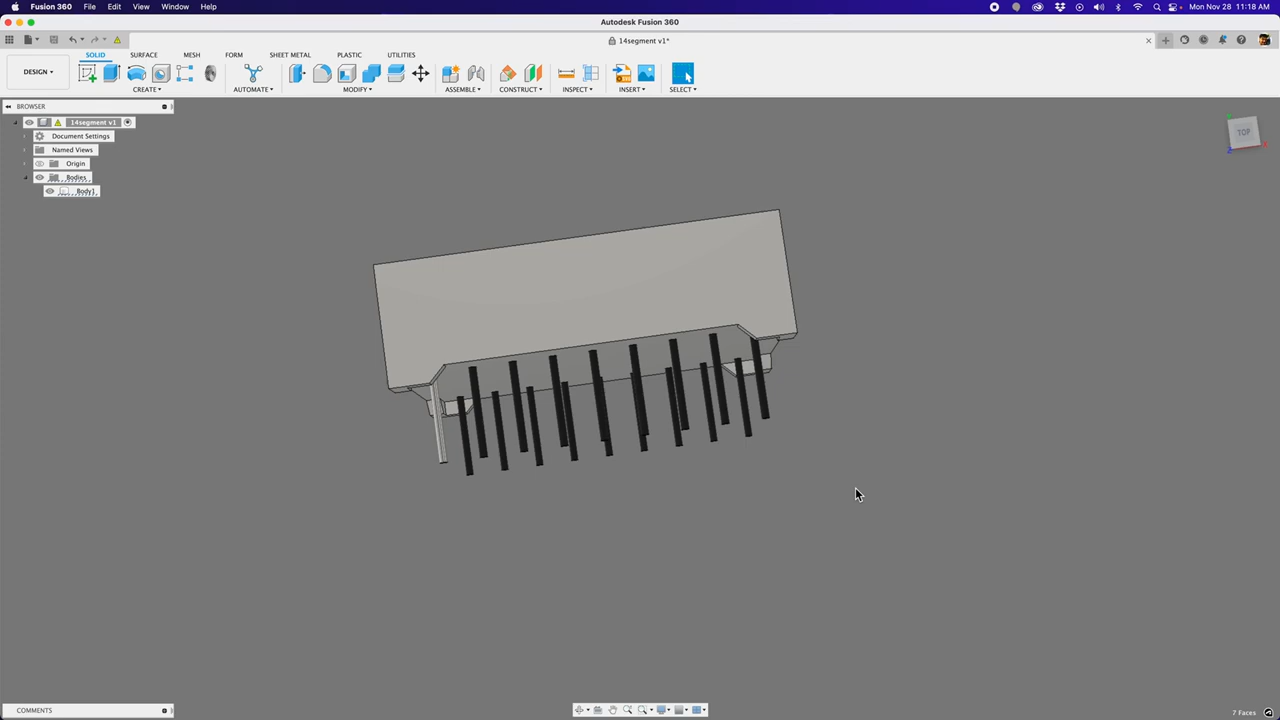 Fusion 360 File Edit View Window Help Mon Nov 28 11:18 AM
Autodesk Fusion 360
14segment v1*
SOLID SURFACE MESH FORM SHEET METAL PLASTIC UTILITIES
DESIGN
CREATE AUTOMATE MODIFY ASSEMBLE CONSTRUCT INSPECT INSERT SELECT
BROWSER
14segment v1
Document Settings
Named Views
Origin
Bodies
Body1
TOP
Z
X
COMMENTS
7 Faces